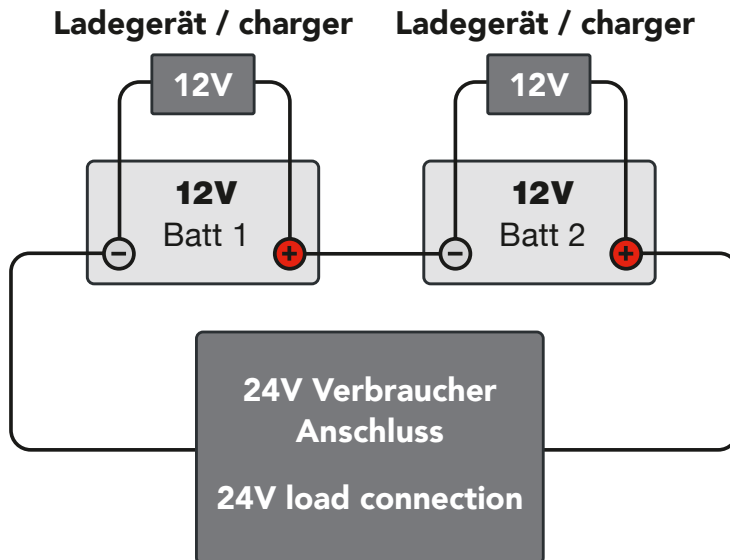 Ladegerät / charger
Ladegerät / charger
12V
12V
12V
Batt 1
12V
Batt 2
−
+
−
+
24V Verbraucher
Anschluss
24V load connection